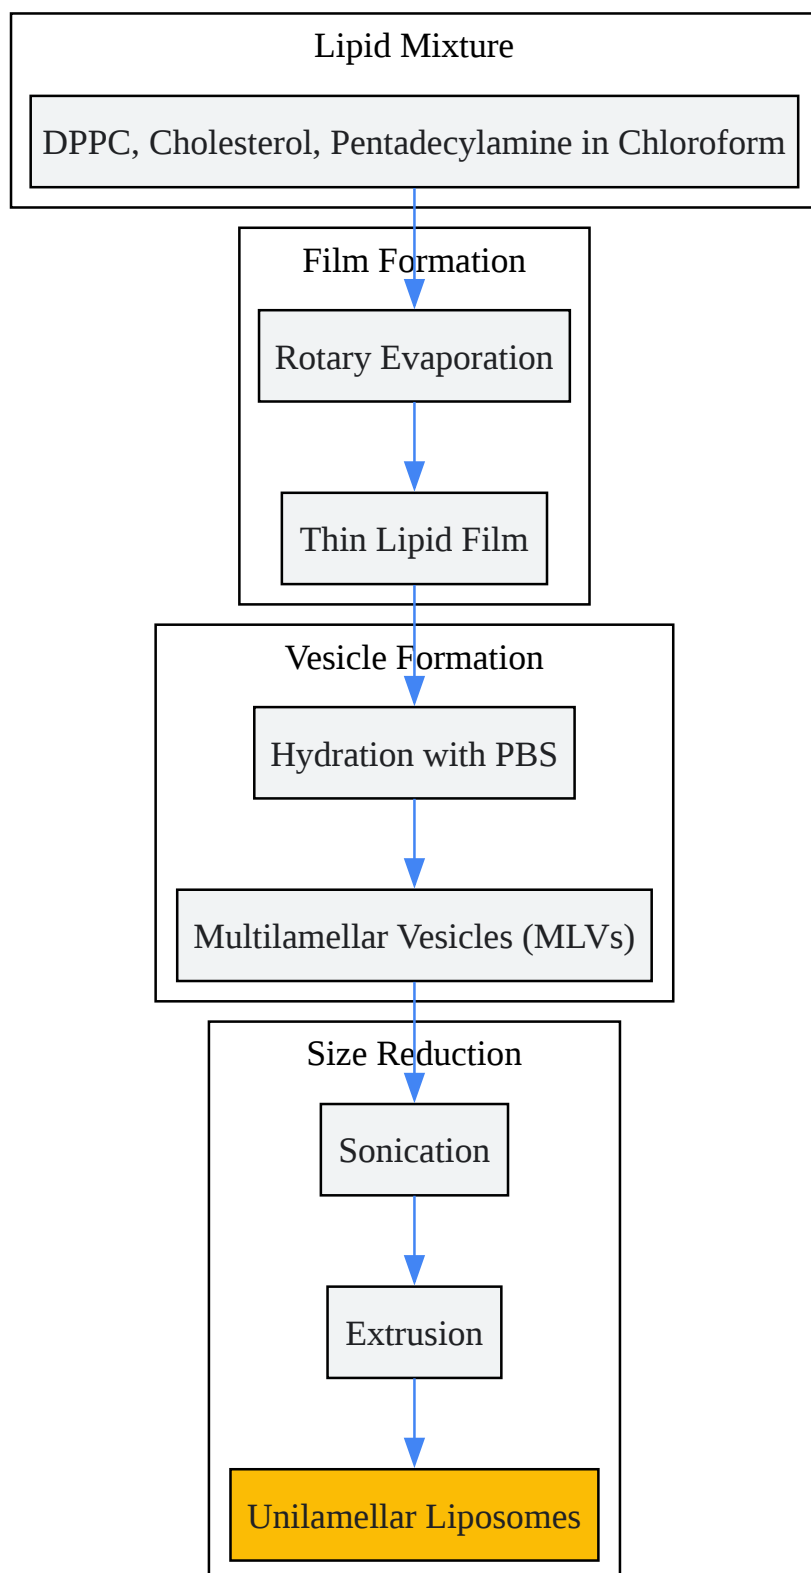 Lipid Mixture
DPPC, Cholesterol, Pentadecylamine in Chloroform
Film Formation
Rotary Evaporation
Thin Lipid Film
Vesicle Formation
Hydration with PBS
Multilamellar Vesicles (MLVs)
Size Reduction
Sonication
Extrusion
Unilamellar Liposomes